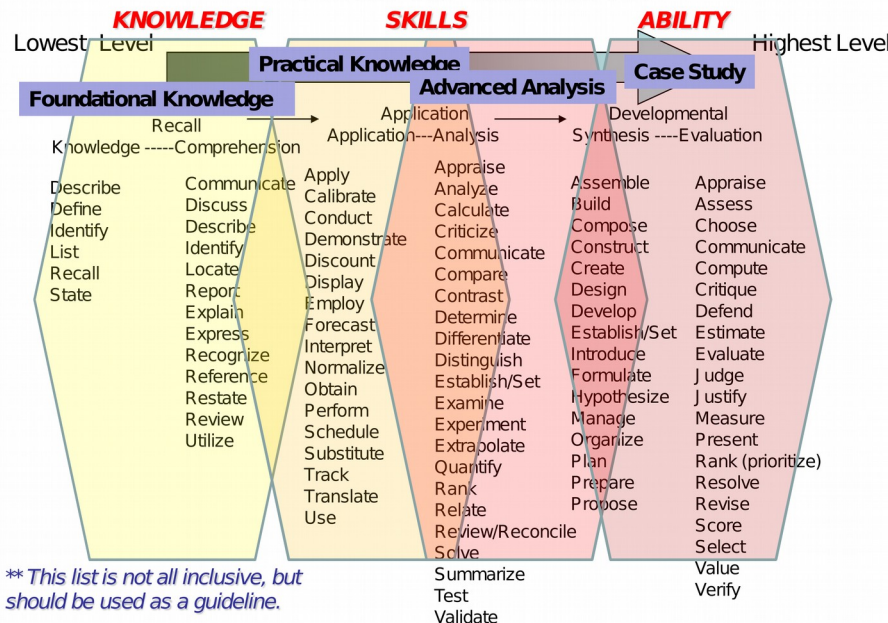 KNOWLEDGE
SKILLS
ABILITY
Lowest Level
Highest Level
Practical Knowledge
Case Study
Foundational Knowledge
Advanced Analysis
Recall
Knowledge -----Comprehension
Application
Application---Analysis
Developmental
Synthesis ----Evaluation
Describe
Define
Identify
List
Recall
State
Communicate
Discuss
Describe
Identify
Locate
Report
Explain
Express
Recognize
Reference
Restate
Review
Utilize
Apply
Calibrate
Conduct
Demonstrate
Discount
Display
Employ
Forecast
Interpret
Normalize
Obtain
Perform
Schedule
Substitute
Track
Translate
Use
Appraise
Analyze
Calculate
Criticize
Communicate
Compare
Contrast
Determine
Differentiate
Distinguish
Establish/Set
Examine
Experiment
Extrapolate
Quantify
Rank
Relate
Review/Reconcile
Solve
Summarize
Test
Validate
Assemble
Build
Compose
Construct
Create
Design
Develop
Establish/Set
Introduce
Formulate
Hypothesize
Manage
Organize
Plan
Prepare
Propose
Appraise
Assess
Choose
Communicate
Compute
Critique
Defend
Estimate
Evaluate
Judge
Justify
Measure
Present
Rank (prioritize)
Resolve
Revise
Score
Select
Value
Verify
** This list is not all inclusive, but
should be used as a guideline.